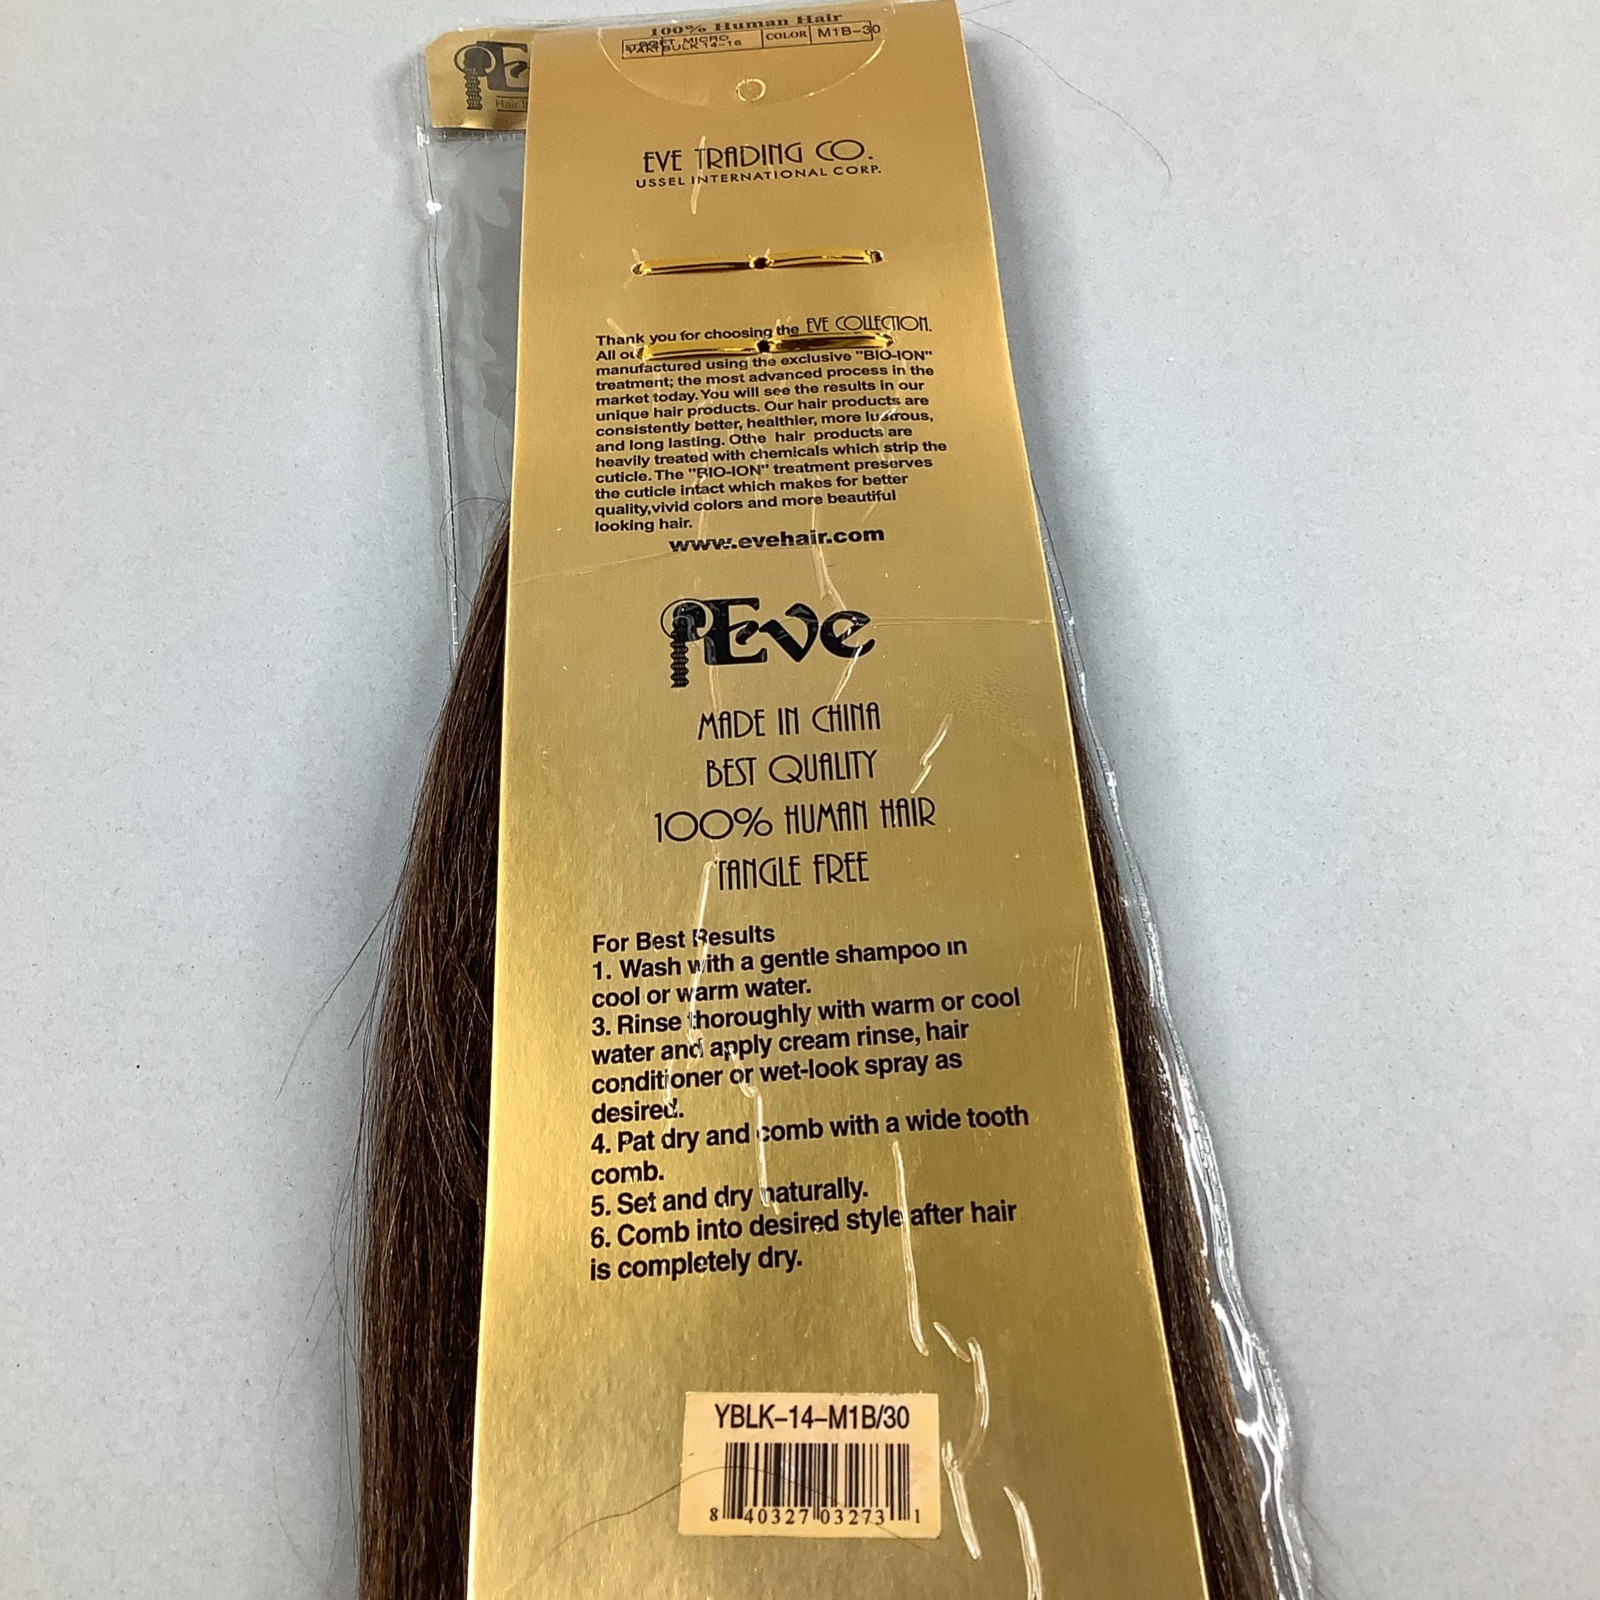 100% Human Hair
YAKI BULK 14-16
MICRO
COLOR
M1B-30
Eve
Hair
EVE TRADING CO.
USSEL INTERNATIONAL CORP.
Thank you for choosing the EVE COLLECTION.
All
manufactured using the exclusive "BIO-ION"
treatment; the most advanced process in the
market today. You will see the results in our
unique hair products. Our hair products are
consistently better, healthier, more lustrous,
and long lasting. Othe hair products are
heavily treated with chemicals which strip the
cuticle. The "BIO-ION" treatment preserves
the cuticle intact which makes for better
quality,vivid colors and more beautiful
looking hair.
www.evehair.com
Eve
MADE IN CHINA
BEST QUALITY
100% HUMAN HAIR
TANGLE FREE
For Best Results
1. Wash with a gentle shampoo in
cool or warm water.
3. Rinse thoroughly with warm or cool
water and apply cream rinse, hair
conditioner or wet-look spray as
desired.
4. Pat dry and comb with a wide tooth
comb.
5. Set and dry naturally.
6. Comb into desired style after hair
is completely dry.
YBLK-14-M1B/30
8 40327 03273 1